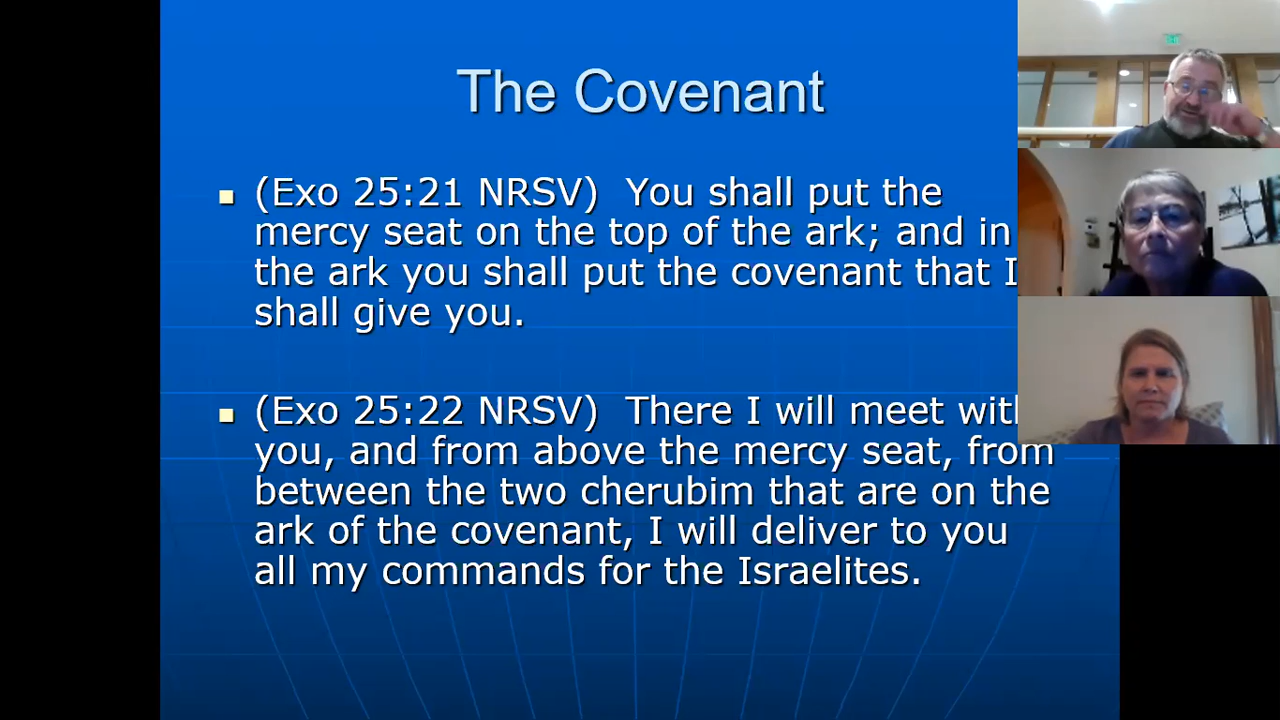 The Covenant
(Exo 25:21 NRSV) You shall put the
mercy seat on the top of the ark; and in
the ark you shall put the covenant that I
shall give you.
(Exo 25:22 NRSV) There I will meet with
you, and from above the mercy seat, from
between the two cherubim that are on the
ark of the covenant, I will deliver to you
all my commands for the Israelites.